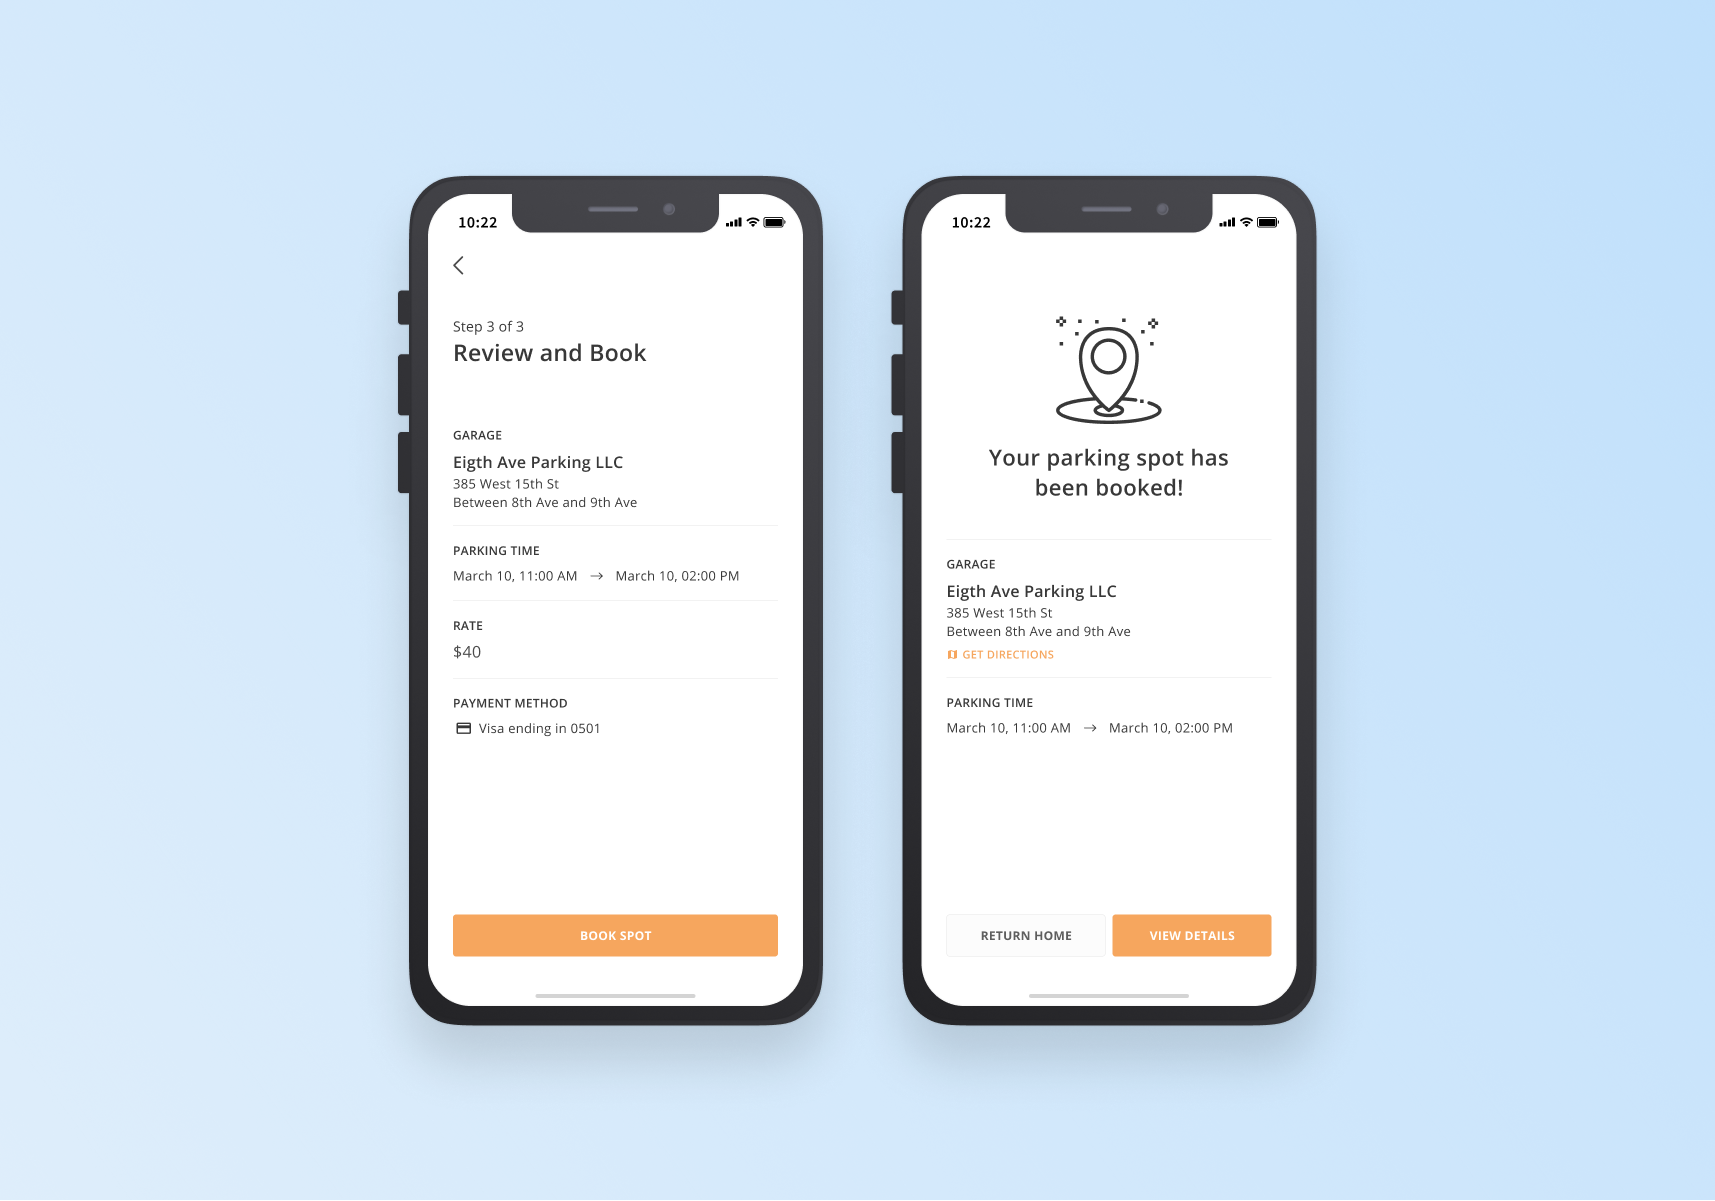 10:22
Step 3 of 3
Review and Book
GARAGE
Eigth Ave Parking LLC
385 West 15th St
Between 8th Ave and 9th Ave
PARKING TIME
March 10, 11:00 AM → March 10, 02:00 PM
RATE
$40
PAYMENT METHOD
Visa ending in 0501
BOOK SPOT
10:22
Your parking spot has
been booked!
GARAGE
Eigth Ave Parking LLC
385 West 15th St
Between 8th Ave and 9th Ave
GET DIRECTIONS
PARKING TIME
March 10, 11:00 AM → March 10, 02:00 PM
RETURN HOME
VIEW DETAILS